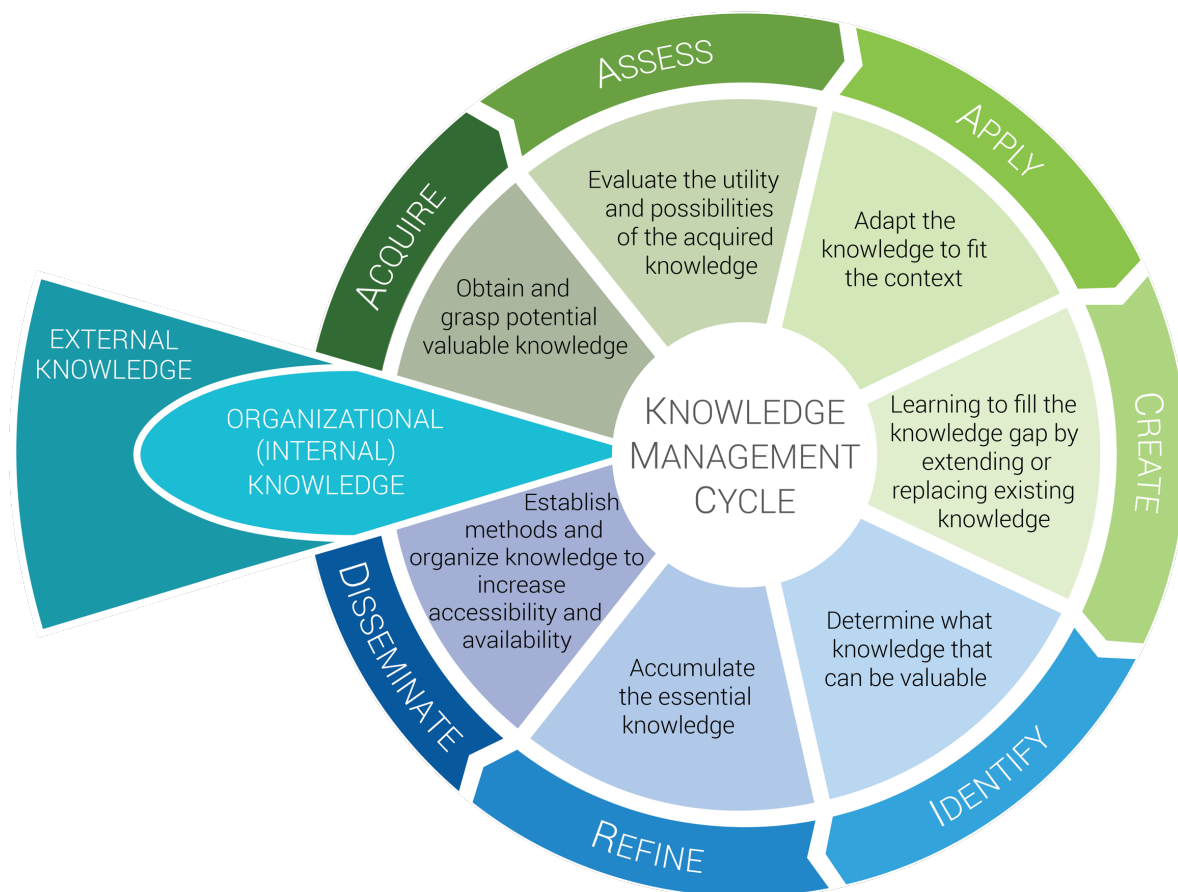 ASSESS
APPLY
ACQUIRE
CREATE
IDENTIFY
REFINE
DISSEMINATE
Evaluate the utility
and possibilities
of the acquired
knowledge
Adapt the
knowledge to fit
the context
Obtain and
grasp potential
valuable knowledge
EXTERNAL
KNOWLEDGE
ORGANIZATIONAL
(INTERNAL)
KNOWLEDGE
KNOWLEDGE
MANAGEMENT
CYCLE
Learning to fill the
knowledge gap by
extending or
replacing existing
knowledge
Establish
methods and
organize knowledge to
increase
accessibility and
availability
Determine what
knowledge that
can be valuable
Accumulate
the essential
knowledge